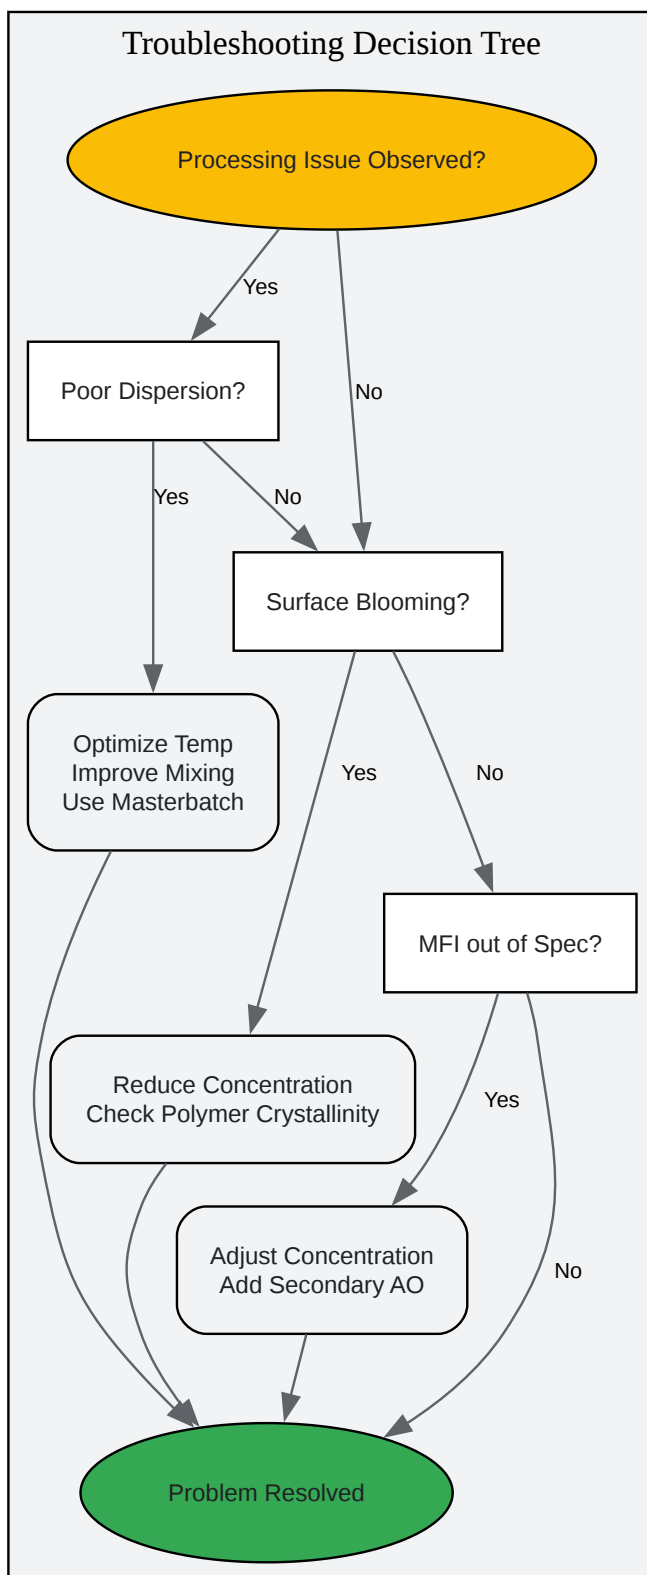 Troubleshooting Decision Tree
Processing Issue Observed?
Yes
Poor Dispersion?
No
Yes
No
Surface Blooming?
Optimize Temp
Improve Mixing
Use Masterbatch
Yes
No
MFI out of Spec?
Reduce Concentration
Check Polymer Crystallinity
Yes
Adjust Concentration
Add Secondary AO
No
Problem Resolved